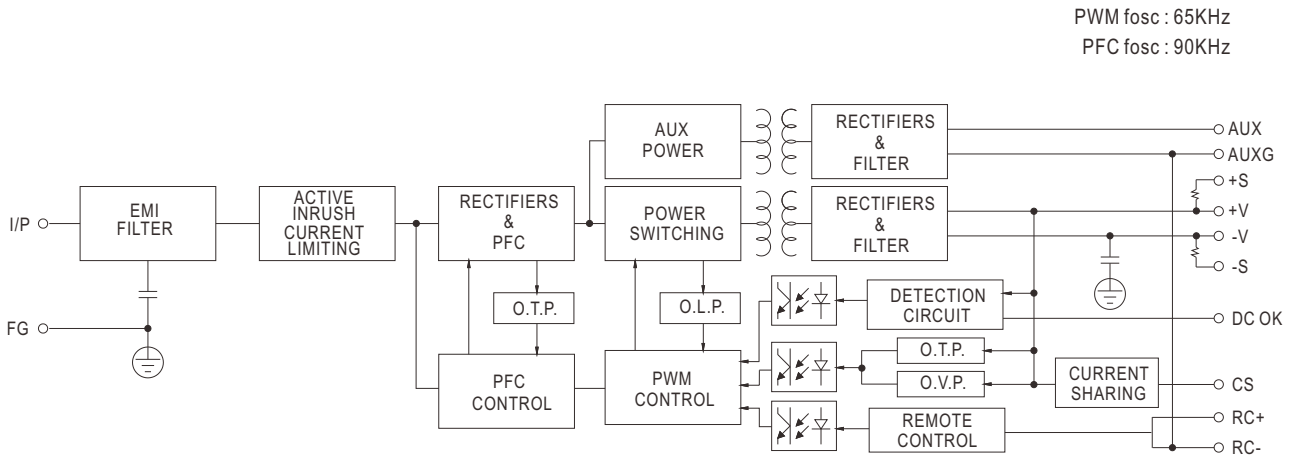 PWM fosc : 65KHz
PFC fosc : 90KHz
I/P
FG
EMI
FILTER
ACTIVE
INRUSH
CURRENT
LIMITING
RECTIFIERS
&
PFC
O.T.P.
PFC
CONTROL
AUX
POWER
POWER
SWITCHING
O.L.P.
PWM
CONTROL
RECTIFIERS
&
FILTER
RECTIFIERS
&
FILTER
DETECTION
CIRCUIT
O.T.P.
O.V.P.
REMOTE
CONTROL
CURRENT
SHARING
AUX
AUXG
+S
+V
-V
-S
DC OK
CS
RC+
RC-